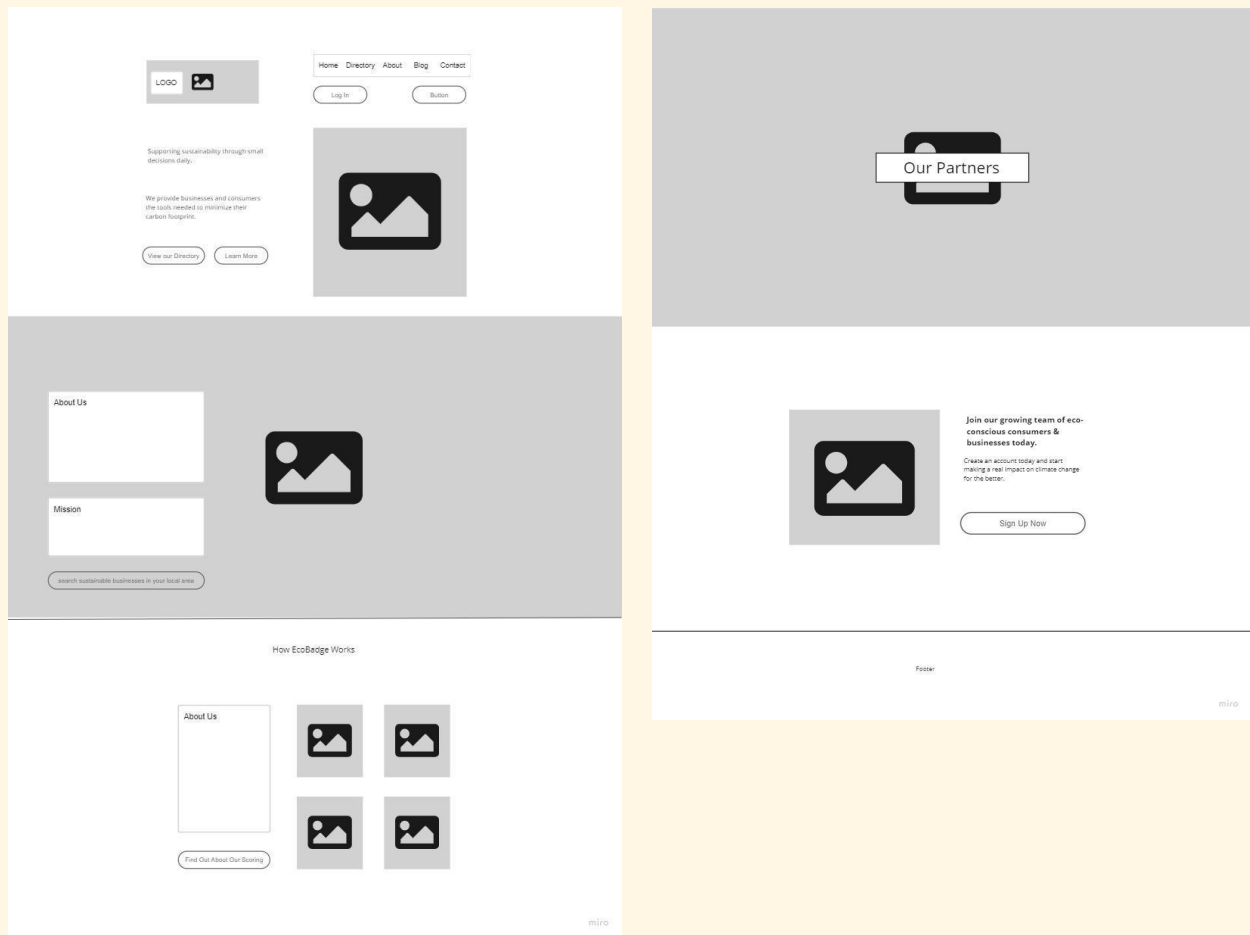 LOGO
Home Directory About Blog Contact
Log In
Button
Supporting sustainability through small
decisions daily.
We provide businesses and consumers
the tools needed to minimize their
carbon footprint.
View our Directory
Learn More
About Us
Mission
search sustainable businesses in your local area
How EcoBadge Works
About Us
Find Out About Our Scoring
miro
Our Partners
Join our growing team of eco-
conscious consumers &
businesses today.
Create an account today and start
making a real impact on climate change
for the better.
Sign Up Now
Footer
miro